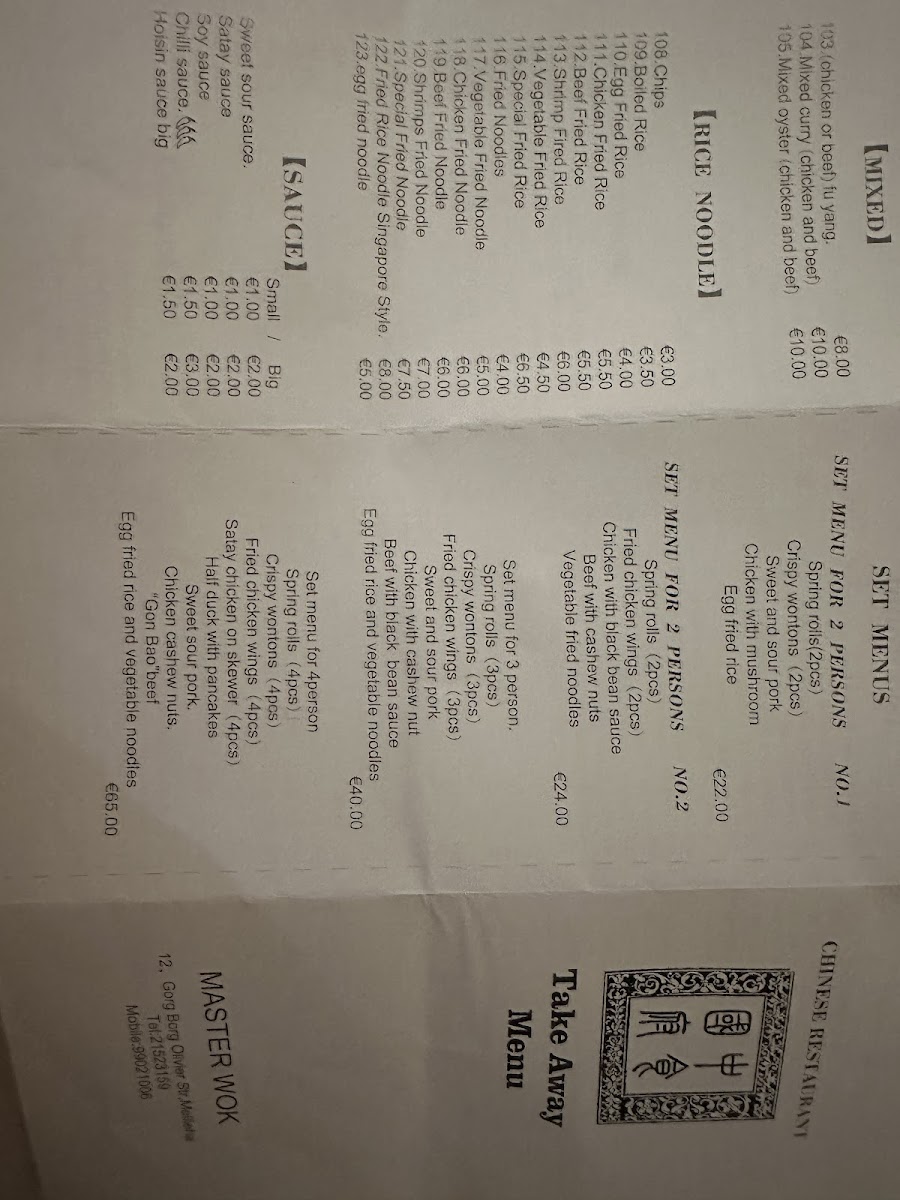 【MIXED】
103.(chicken or beef) fu yang. €8.00
104.Mixed curry (chicken and beef) €10.00
105.Mixed oyster (chicken and beef) €10.00
【RICE NOODLE】
108.Chips €3.00
109.Boiled Rice €3.50
110.Egg Fried Rice €4.00
111.Chicken Fried Rice €5.50
112.Beef Fried Rice €5.50
113.Shrimp Fired Rice €6.00
114.Vegetable Fried Rice €4.50
115.Special Fried Rice €6.50
116.Fried Noodles €4.00
117.Vegetable Fried Noodle €5.00
118.Chicken Fried Noodle €6.00
119.Beef Fried Noodle €6.00
120.Shrimps Fried Noodle €7.00
121.Special Fried Noodle €7.50
122.Fried Rice Noodle Singapore Style. €8.00
123.egg fried noodle €5.00
【SAUCE】
Small / Big
Sweet sour sauce. €1.00 €2.00
Satay sauce €1.00 €2.00
Soy sauce €1.00 €2.00
Chilli sauce. €1.50 €3.00
Hoisin sauce big €1.50 €2.00
SET MENUS
SET MENU FOR 2 PERSONS NO.1
Spring rolls(2pcs)
Crispy wontons (2pcs)
Sweet and sour pork
Chicken with mushroom
Egg fried rice
€22.00
SET MENU FOR 2 PERSONS NO.2
Spring rolls (2pcs)
Fried chicken wings (2pcs)
Chicken with black bean sauce
Beef with cashew nuts
Vegetable fried noodles
€24.00
Set menu for 3 person.
Spring rolls (3pcs)
Crispy wontons (3pcs)
Fried chicken wings (3pcs)
Sweet and sour pork
Chicken with cashew nut
Beef with black bean sauce
Egg fried rice and vegetable noodles
€40.00
Set menu for 4person
Spring rolls (4pcs)
Crispy wontons (4pcs)
Fried chicken wings (4pcs)
Satay chicken on skewer (4pcs)
Half duck with pancakes
Sweet sour pork.
Chicken cashew nuts.
"Gon Bao"beef
Egg fried rice and vegetable noodles
€65.00
CHINESE RESTAURANT
中國
食府
Take Away
Menu
MASTER WOK
12, Gorg Borg Olivier Str,Mellieha
Tel:21523159
Mobile:99021006